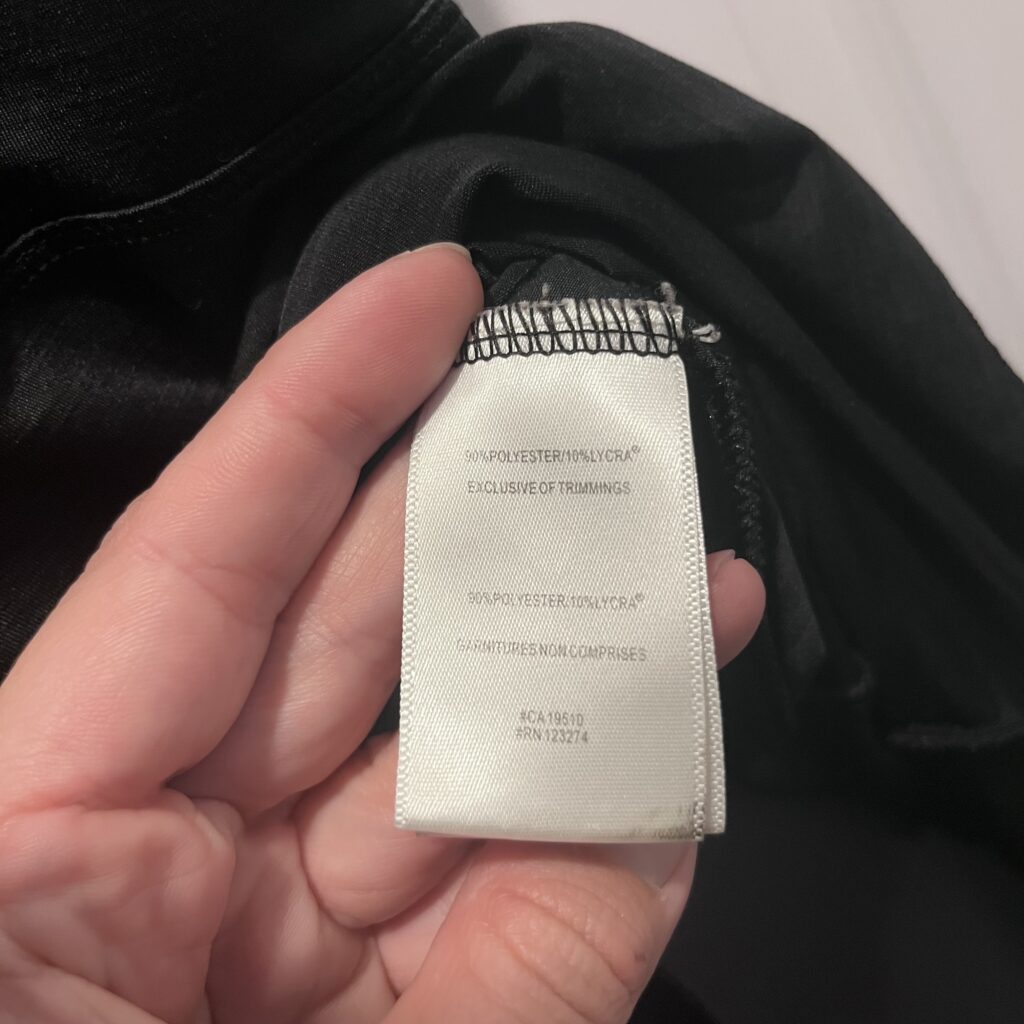 90%POLYESTER/10%LYCRA®
EXCLUSIVE OF TRIMMINGS
90%POLYESTER/10%LYCRA®
GARNITURES NON COMPRISES
#CA 19510
#RN 123274